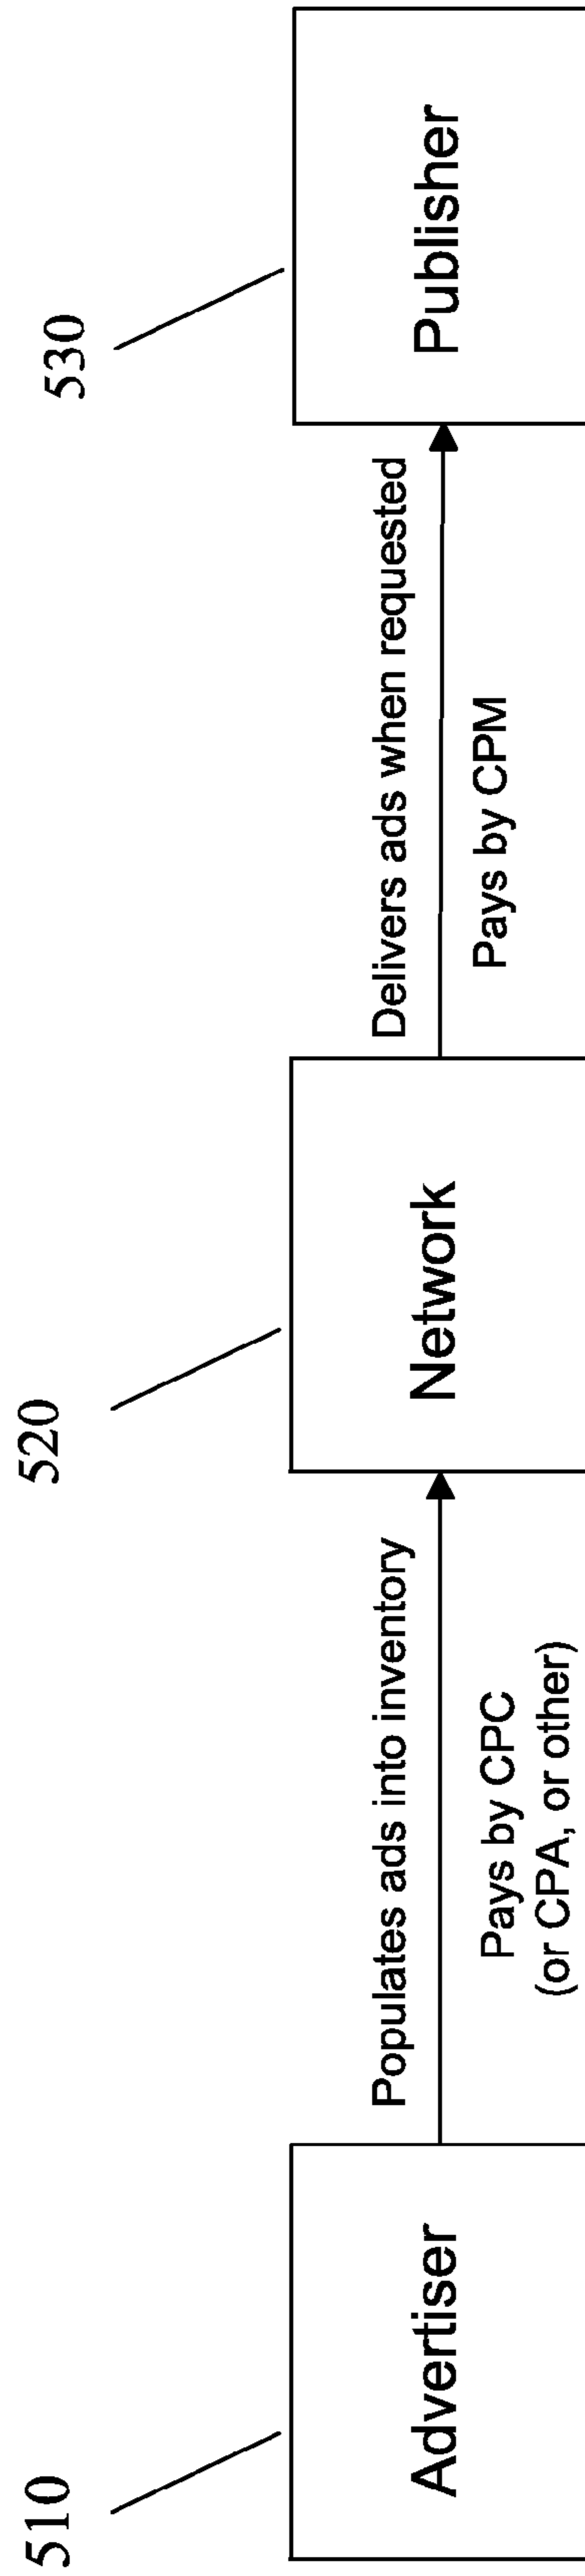 510
520
530
Advertiser
Populates ads into inventory
Pays by CPC
(or CPA, or other)
Network
Delivers ads when requested
Pays by CPM
Publisher